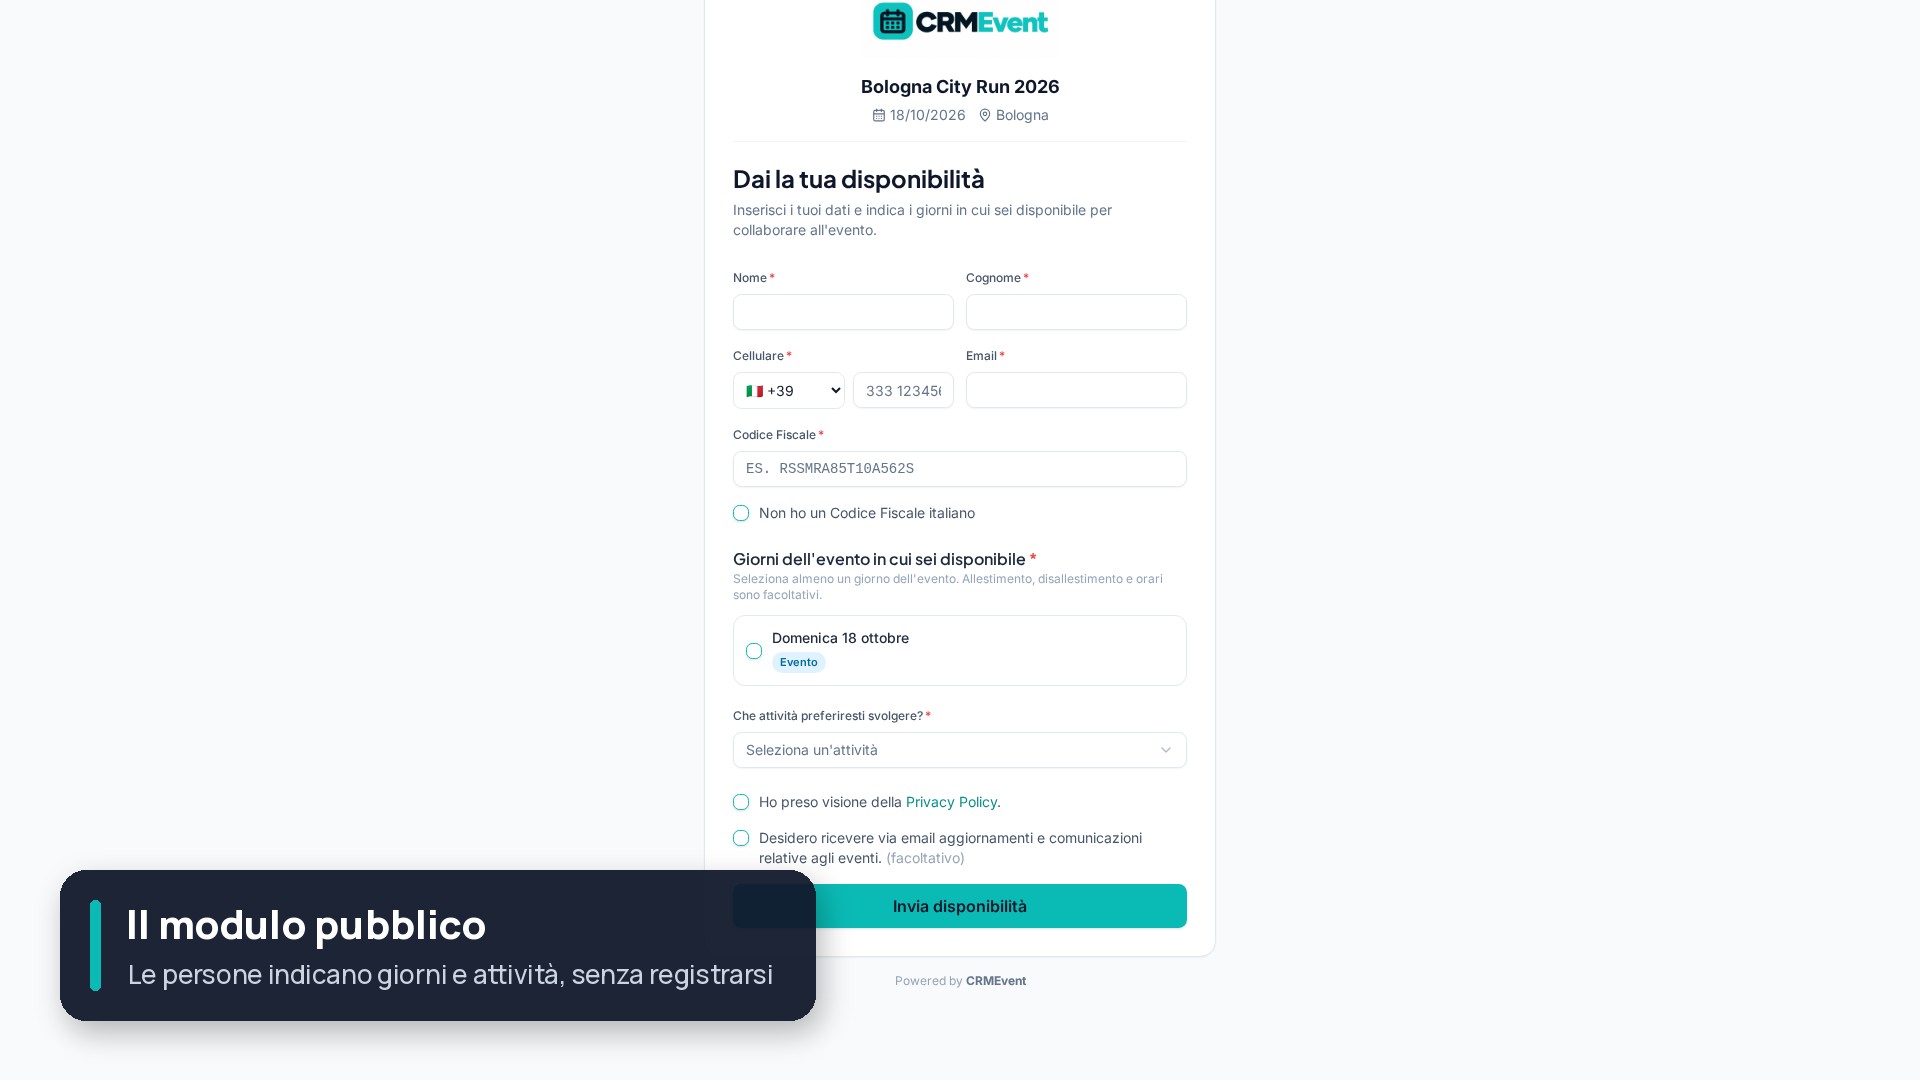 CRMEvent
Bologna City Run 2026
18/10/2026 Bologna
Dai la tua disponibilità
Inserisci i tuoi dati e indica i giorni in cui sei disponibile per
collaborare all'evento.
Nome *
Cognome *
Cellulare *
Email *
+39
333 123456
Codice Fiscale *
ES. RSSMRA85T10A562S
Non ho un Codice Fiscale italiano
Giorni dell'evento in cui sei disponibile *
Seleziona almeno un giorno dell'evento. Allestimento, disallestimento e orari
sono facoltativi.
Domenica 18 ottobre
Evento
Che attività preferiresti svolgere? *
Seleziona un'attività
Ho preso visione della Privacy Policy.
Desidero ricevere via email aggiornamenti e comunicazioni
relative agli eventi. (facoltativo)
Invia disponibilità
Il modulo pubblico
Le persone indicano giorni e attività, senza registrarsi
Powered by CRMEvent